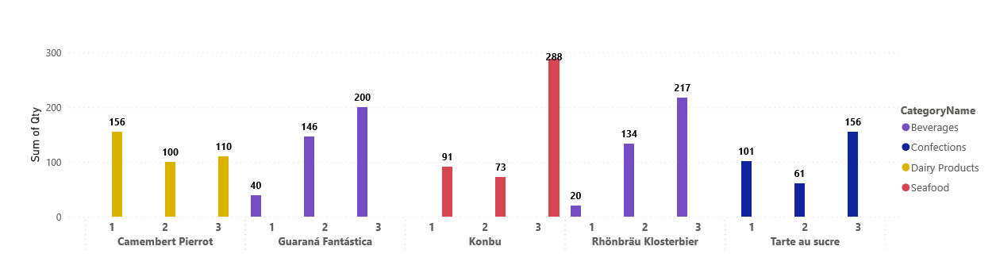 300
200
100
0
Sum of Qty
156
100
110
40
146
200
91
73
288
20
134
217
101
61
156
1 2 3 1 2 3 1 2 3 1 2 3 1 2 3
Camembert Pierrot Guaraná Fantástica Konbu Rhönbräu Klosterbier Tarte au sucre
CategoryName
Beverages
Confections
Dairy Products
Seafood